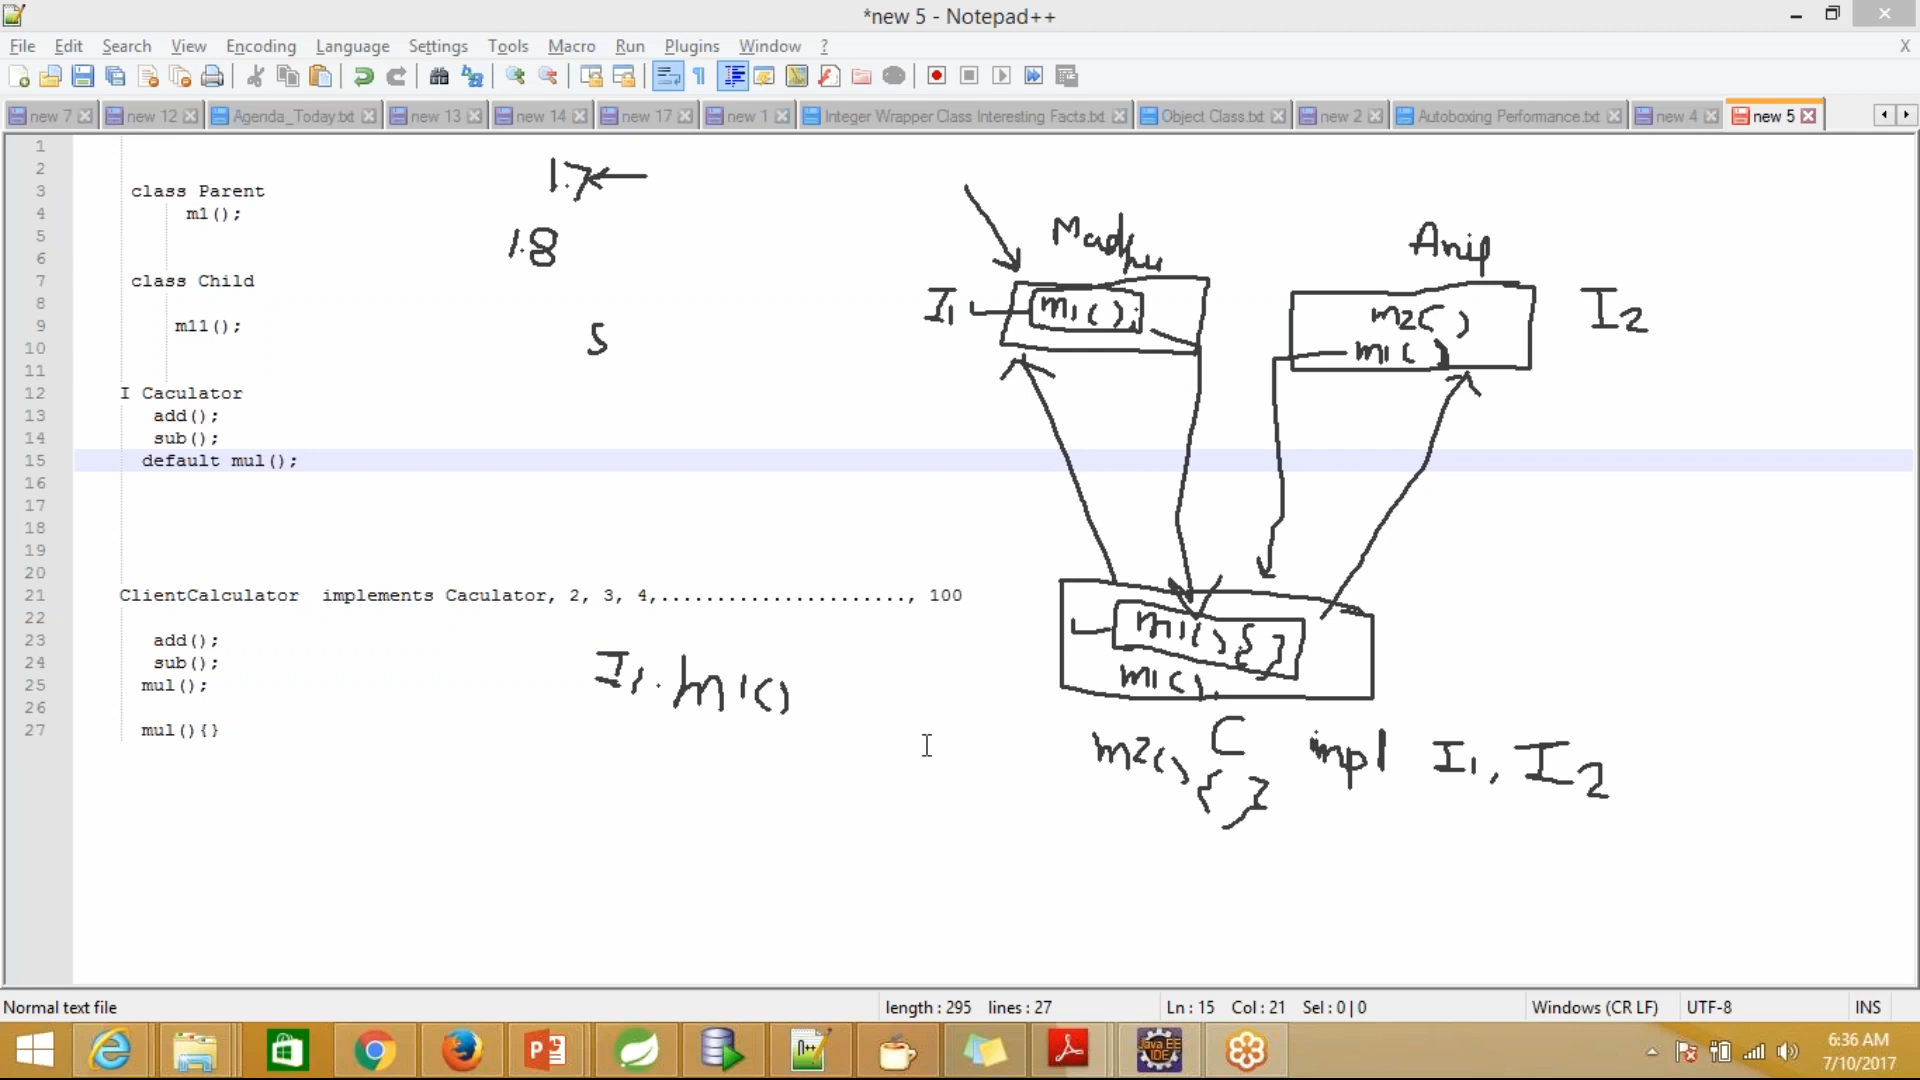 *new 5 - Notepad++
File Edit Search View Encoding Language Settings Tools Macro Run Plugins Window ? X
new 7 new 12 Agenda_Today.txt new 13 new 14 new 17 new 1 Integer Wrapper Class Interesting Facts.txt Object Class.txt new 2 Autoboxing Performance.txt new 4 new 5
1
2
3 class Parent
4 m1();
5
6
7 class Child
8
9 m11();
10
11
12 I Caculator
13 add();
14 sub();
15 default mul();
16
17
18
19
20
21 ClientCalculator implements Caculator, 2, 3, 4,......................, 100
22
23 add();
24 sub();
25 mul();
26
27 mul(){}
1.7
1.8
5
I1.m1()
Madhu
I1 m1();
m2()
m1()
I2
m1(){}
m1();
C impl I1, I2
m2()
{ }
Normal text file length : 295 lines : 27 Ln : 15 Col : 21 Sel : 0 | 0 Windows (CR LF) UTF-8 INS
n++
Java EE
IDE
6:36 AM
7/10/2017